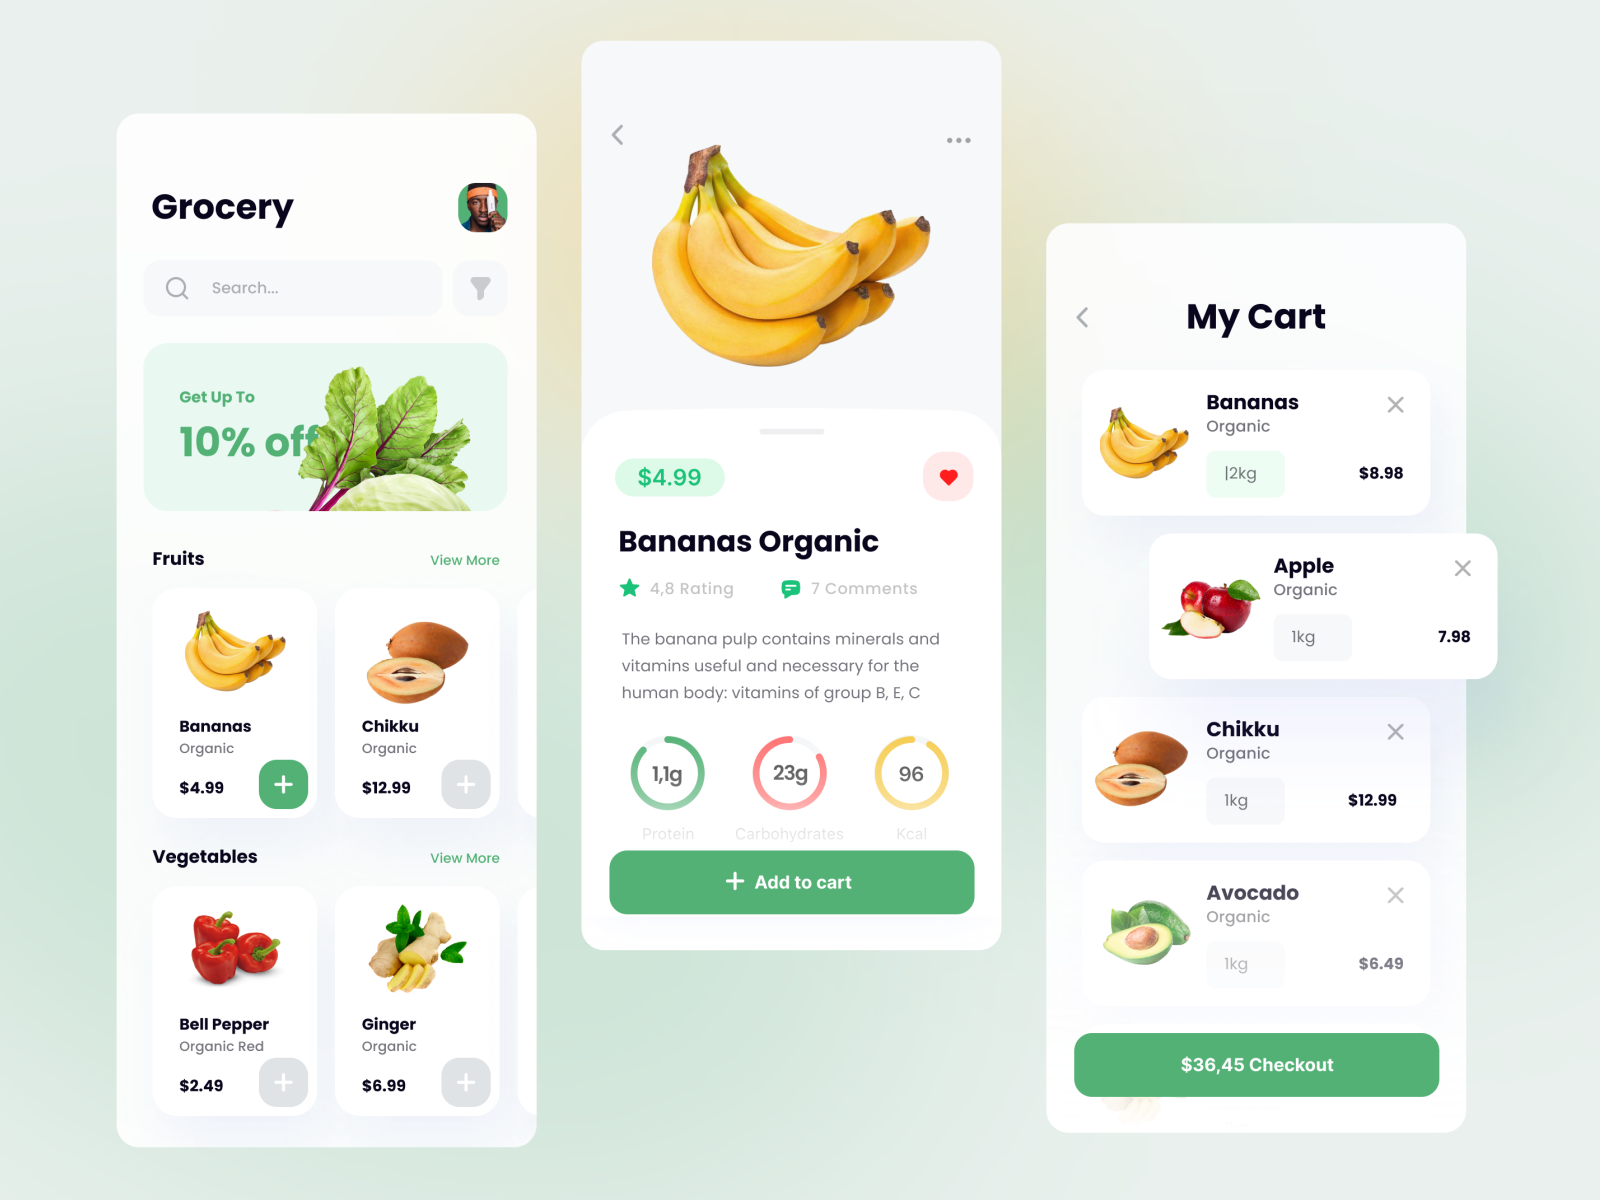 Grocery
Search...
Get Up To
10% off
Fruits
View More
Bananas
Organic
$4.99
Chikku
Organic
$12.99
Vegetables
View More
Bell Pepper
Organic Red
$2.49
Ginger
Organic
$6.99
$4.99
Bananas Organic
4,8 Rating
7 Comments
The banana pulp contains minerals and
vitamins useful and necessary for the
human body: vitamins of group B, E, C
1,1g
23g
96
Protein
Carbohydrates
Kcal
Add to cart
My Cart
Bananas
Organic
|2kg
$8.98
Apple
Organic
1kg
7.98
Chikku
Organic
1kg
$12.99
Avocado
Organic
1kg
$6.49
$36,45 Checkout